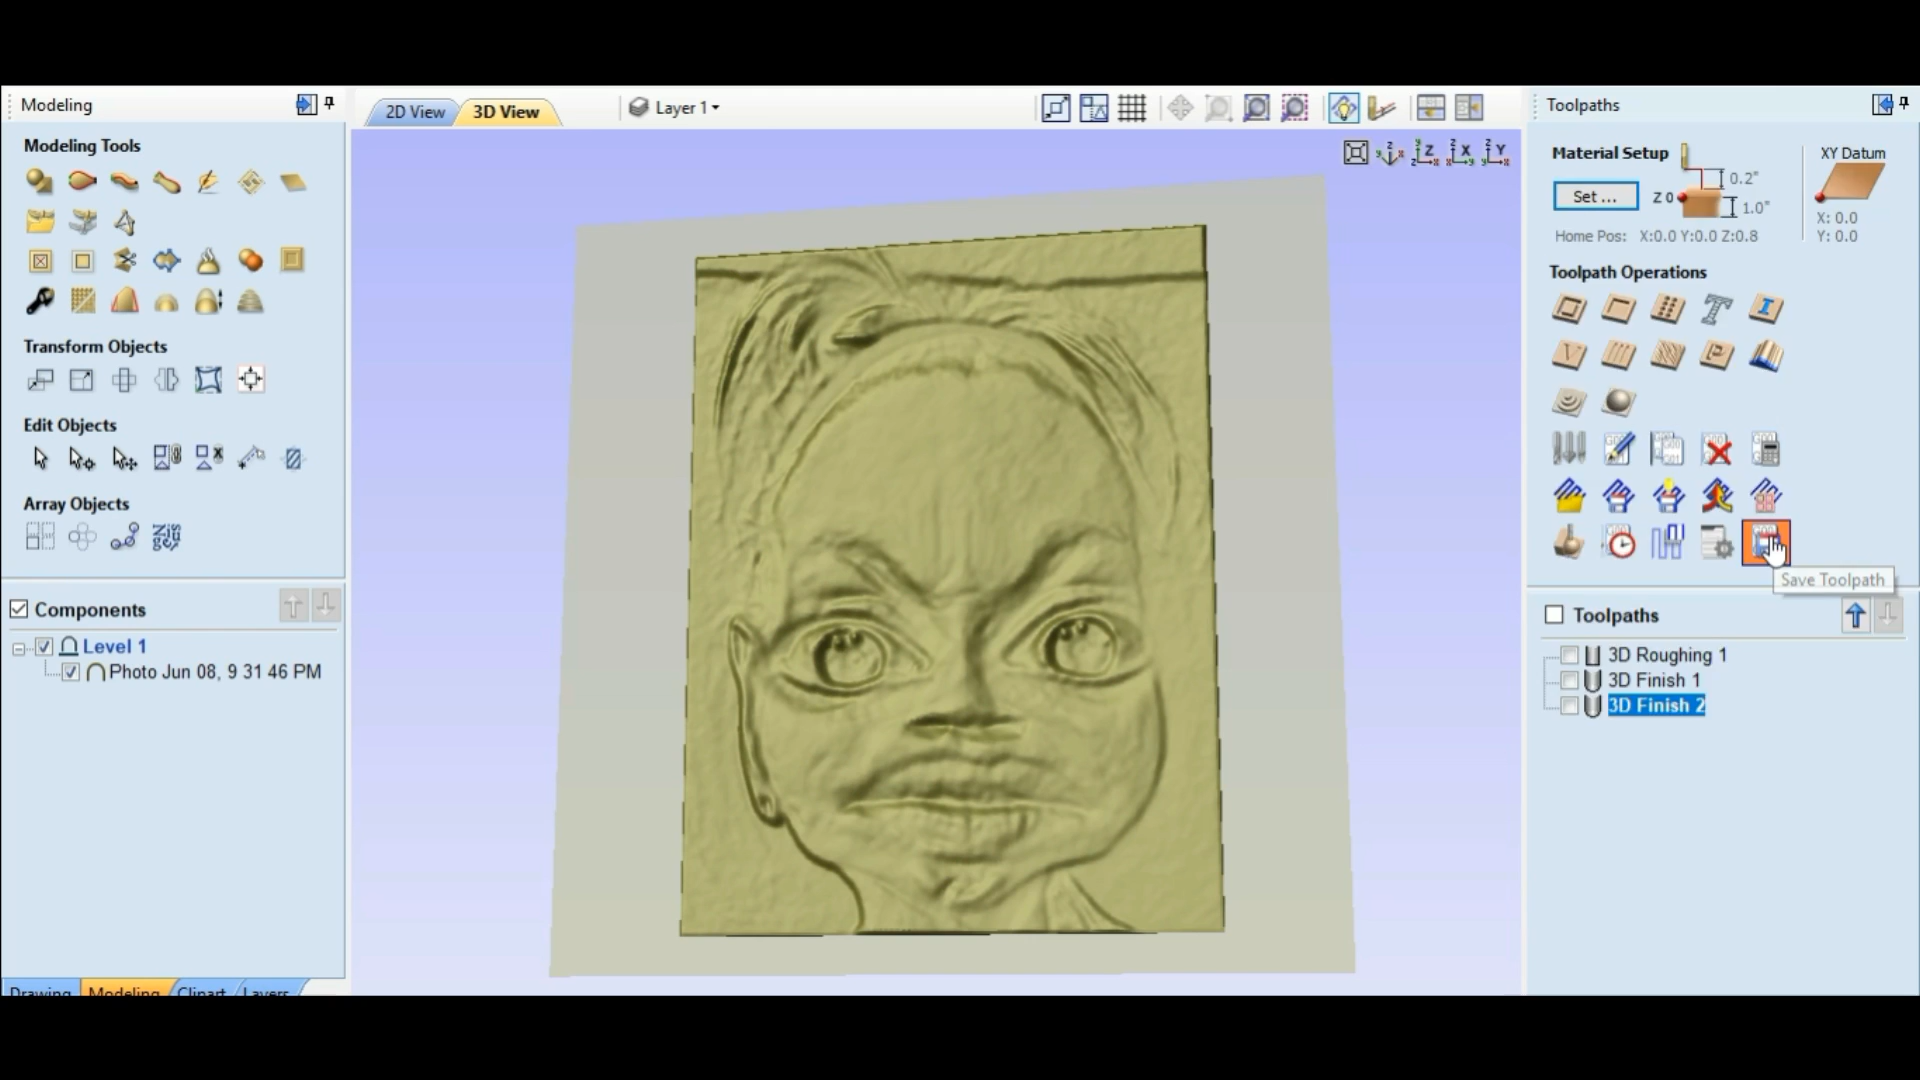 Modeling
Modeling Tools
Transform Objects
Edit Objects
Array Objects
Components
Level 1
Photo Jun 08, 9 31 46 PM
Drawing Modeling Clipart Layers
2D View 3D View Layer 1
Toolpaths
Material Setup
Set ...
Z 0
0.2"
1.0"
Home Pos: X:0.0 Y:0.0 Z:0.8
XY Datum
X: 0.0
Y: 0.0
Toolpath Operations
Save Toolpath
Toolpaths
3D Roughing 1
3D Finish 1
3D Finish 2